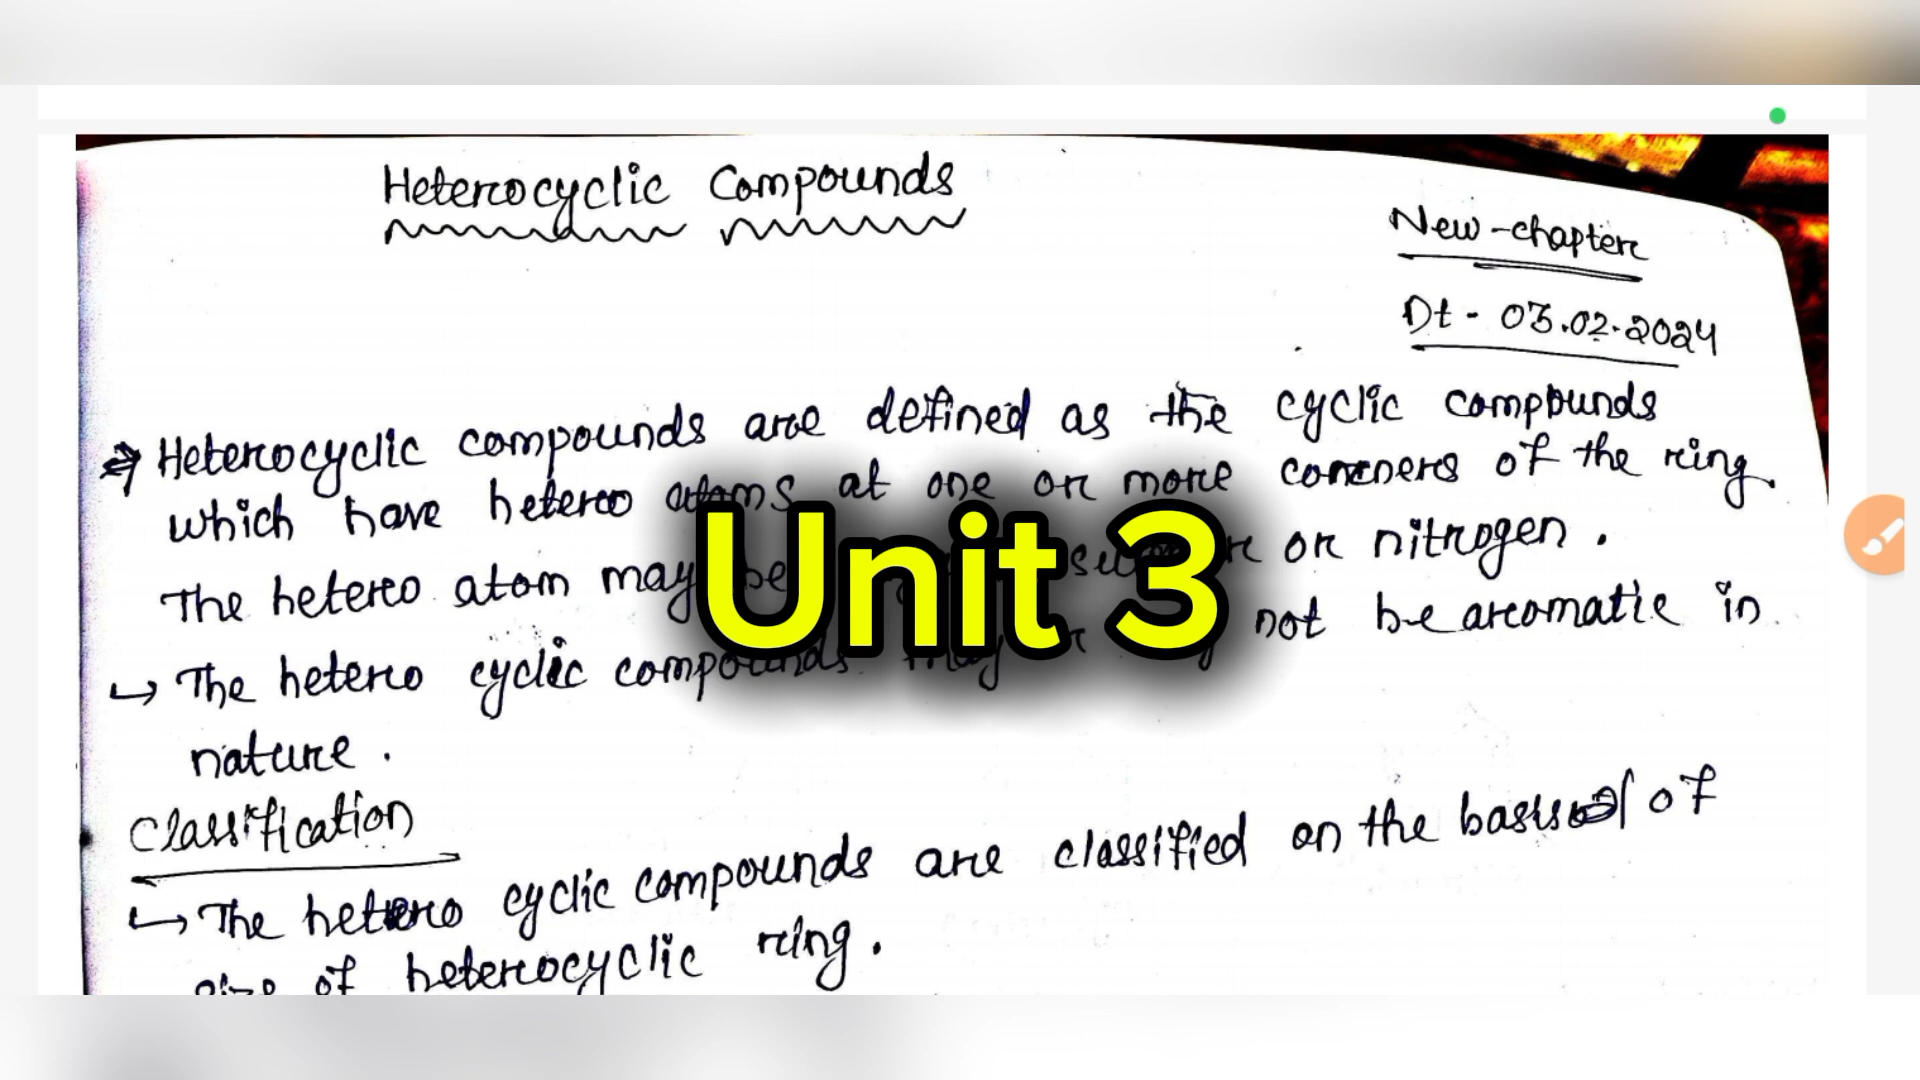 Heterocyclic Compounds
New-chapter
Dt - 03.02.2024
⇒ Heterocyclic compounds are defined as the cyclic compounds
which have hetero atoms at one or more corners of the ring.
The hetero atom may be or nitrogen.
↳ The hetero cyclic compounds may not be aromatic in
nature.
Unit 3
Classification
↳ The hetero cyclic compounds are classified on the basis of
size of heterocyclic ring.